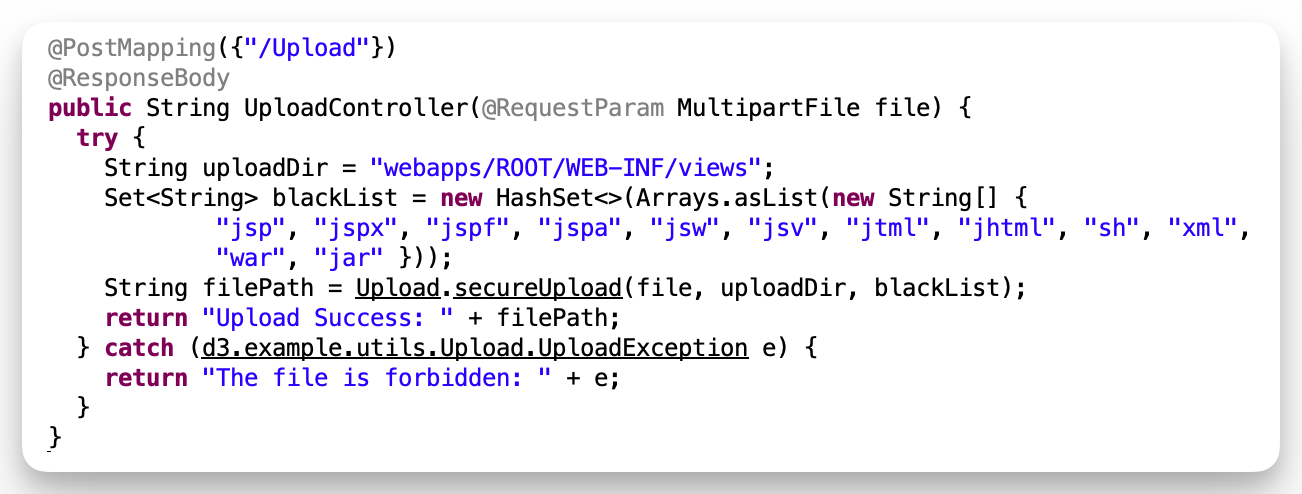 @PostMapping({"/Upload"})
@ResponseBody
public String UploadController(@RequestParam MultipartFile file) {
  try {
    String uploadDir = "webapps/ROOT/WEB-INF/views";
    Set<String> blackList = new HashSet<>(Arrays.asList(new String[] {
            "jsp", "jspx", "jspf", "jspa", "jsw", "jsv", "jtml", "jhtml", "sh", "xml",
            "war", "jar" }));
    String filePath = Upload.secureUpload(file, uploadDir, blackList);
    return "Upload Success: " + filePath;
  } catch (d3.example.utils.Upload.UploadException e) {
    return "The file is forbidden: " + e;
  }
}